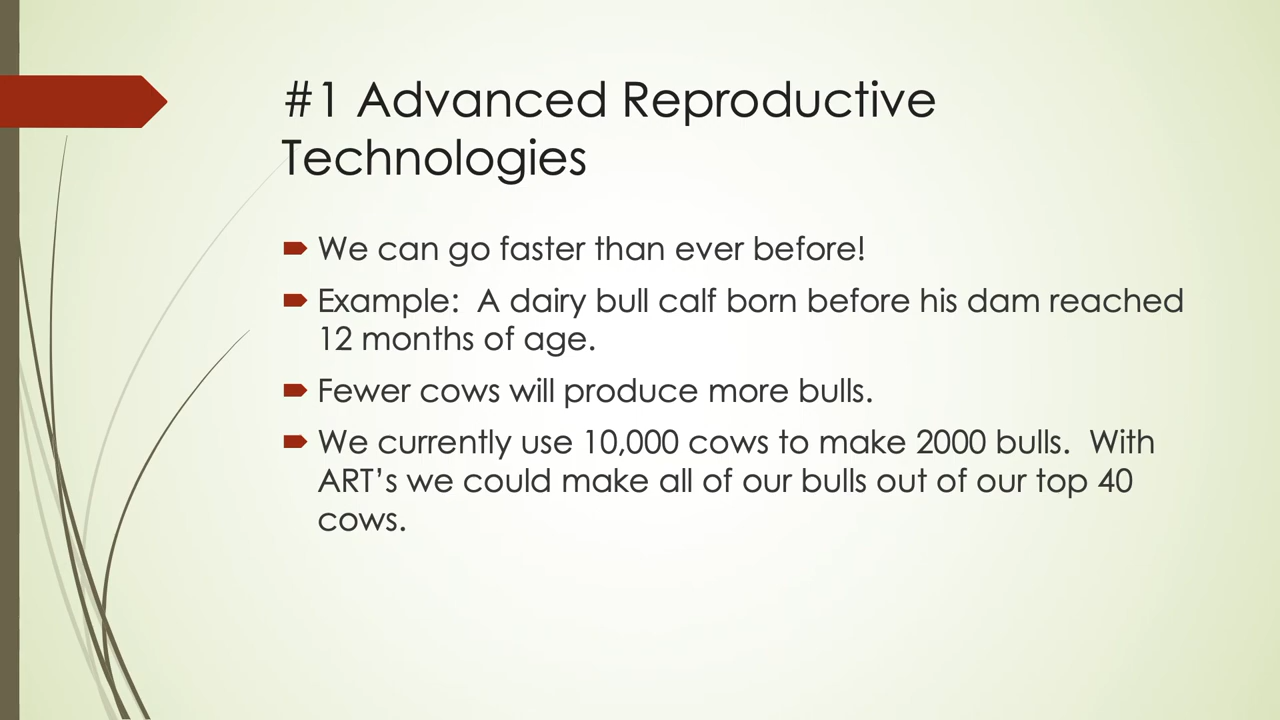 #1 Advanced Reproductive
Technologies
We can go faster than ever before!
Example:  A dairy bull calf born before his dam reached
12 months of age.
Fewer cows will produce more bulls.
We currently use 10,000 cows to make 2000 bulls.  With
ART’s we could make all of our bulls out of our top 40
cows.